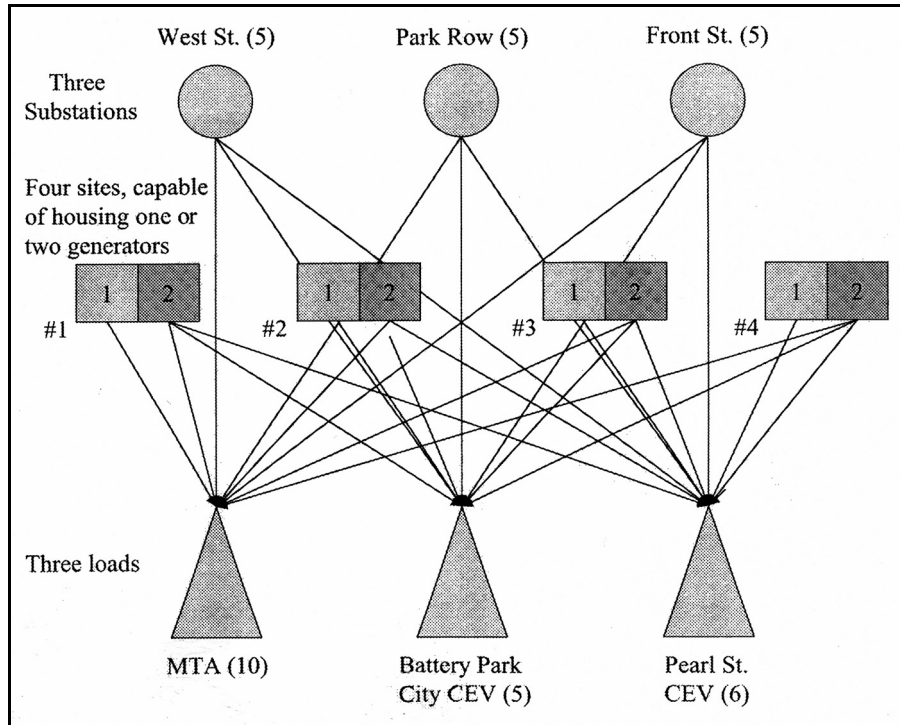 West St. (5)
Park Row (5)
Front St. (5)
Three
Substations
Four sites, capable
of housing one or
two generators
1 2
1 2
1 2
1 2
#1
#2
#3
#4
Three loads
MTA (10)
Battery Park
City CEV (5)
Pearl St.
CEV (6)